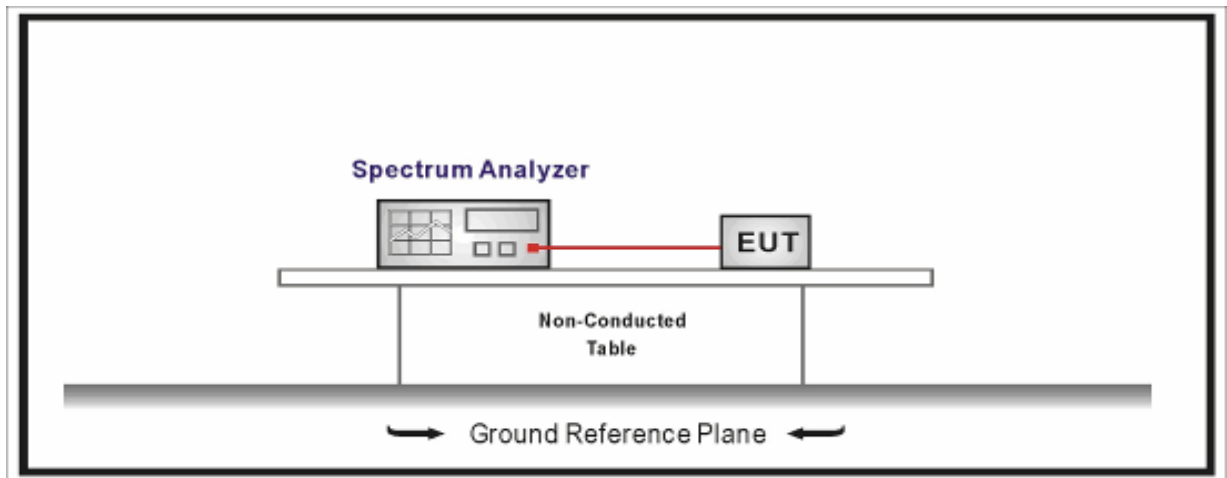 Spectrum Analyzer
EUT
Non-Conducted
Table
Ground Reference Plane